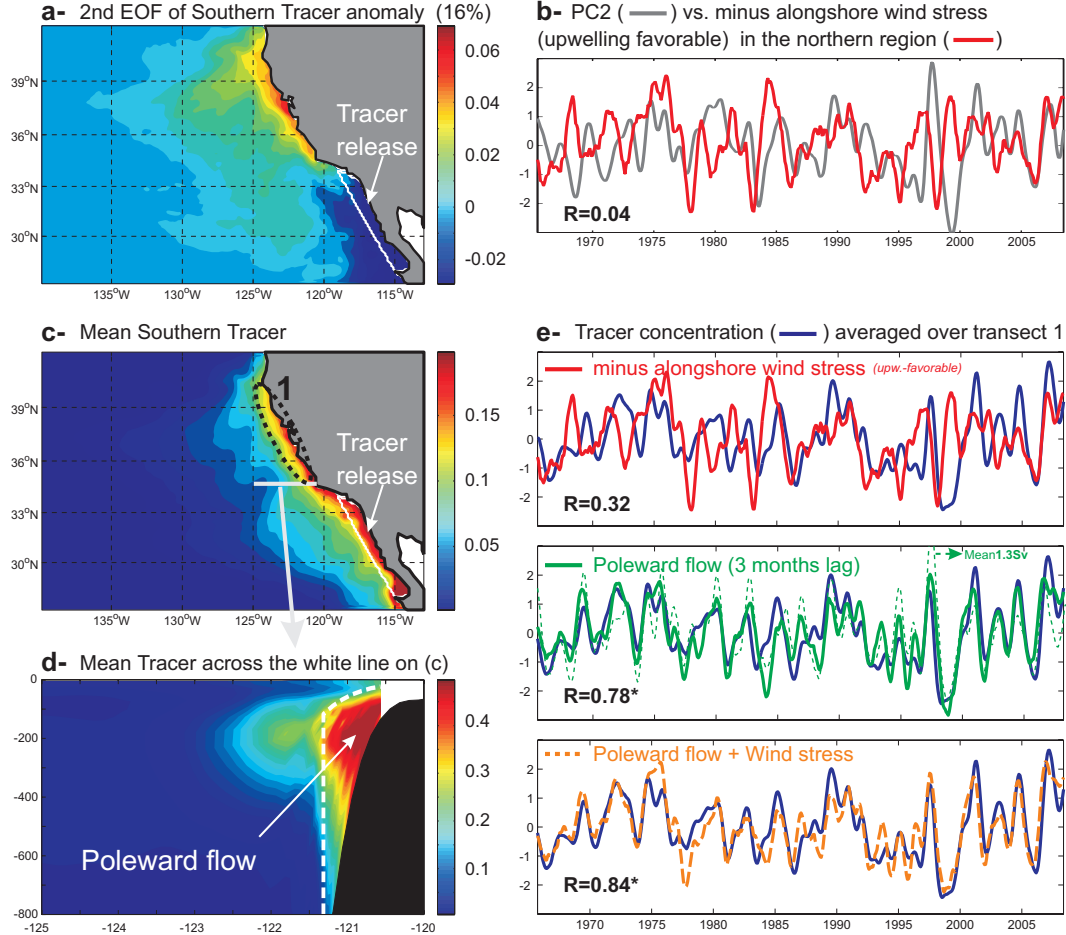 a- 2nd EOF of Southern Tracer anomaly (16%)
39°N
36°N
33°N
30°N
135°W
130°W
125°W
120°W
115°W
Tracer
release
0.06
0.04
0.02
0
-0.02
b- PC2 ( ) vs. minus alongshore wind stress
(upwelling favorable) in the northern region ( )
2
1
0
-1
-2
R=0.04
1970
1975
1980
1985
1990
1995
2000
2005
c- Mean Southern Tracer
39°N
36°N
33°N
30°N
135°W
130°W
125°W
120°W
115°W
1
Tracer
release
0.15
0.1
0.05
d- Mean Tracer across the white line on (c)
0
-200
-400
-600
-800
-125
-124
-123
-122
-121
-120
Poleward flow
0.4
0.3
0.2
0.1
e- Tracer concentration ( ) averaged over transect 1
minus alongshore wind stress (upw.-favorable)
2
1
0
-1
-2
R=0.32
Mean1.3Sv
Poleward flow (3 months lag)
2
1
0
-1
-2
R=0.78*
Poleward flow + Wind stress
2
1
0
-1
-2
R=0.84*
1970
1975
1980
1985
1990
1995
2000
2005